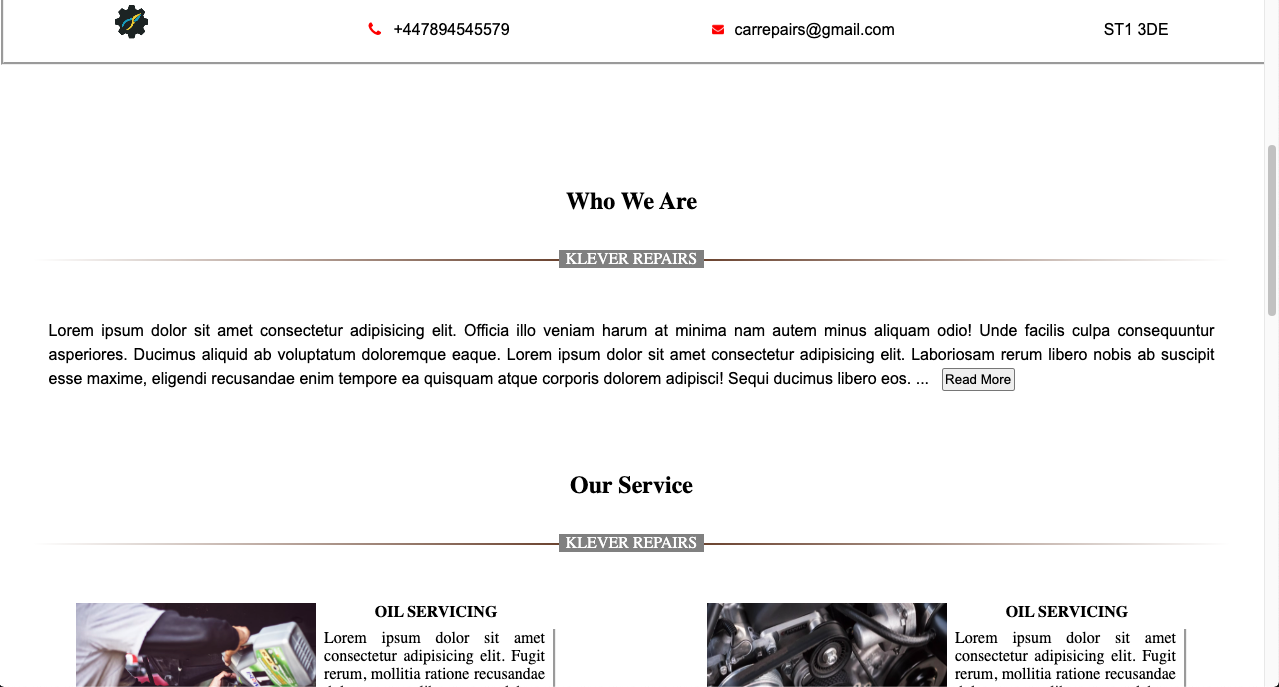 +447894545579 carrepairs@gmail.com ST1 3DE
Who We Are
KLEVER REPAIRS
Lorem ipsum dolor sit amet consectetur adipisicing elit. Officia illo veniam harum at minima nam autem minus aliquam odio! Unde facilis culpa consequuntur
asperiores. Ducimus aliquid ab voluptatum doloremque eaque. Lorem ipsum dolor sit amet consectetur adipisicing elit. Laboriosam rerum libero nobis ab suscipit
esse maxime, eligendi recusandae enim tempore ea quisquam atque corporis dolorem adipisci! Sequi ducimus libero eos. ... Read More
Our Service
KLEVER REPAIRS
OIL SERVICING
Lorem ipsum dolor sit amet
consectetur adipisicing elit. Fugit
rerum, mollitia ratione recusandae
OIL SERVICING
Lorem ipsum dolor sit amet
consectetur adipisicing elit. Fugit
rerum, mollitia ratione recusandae